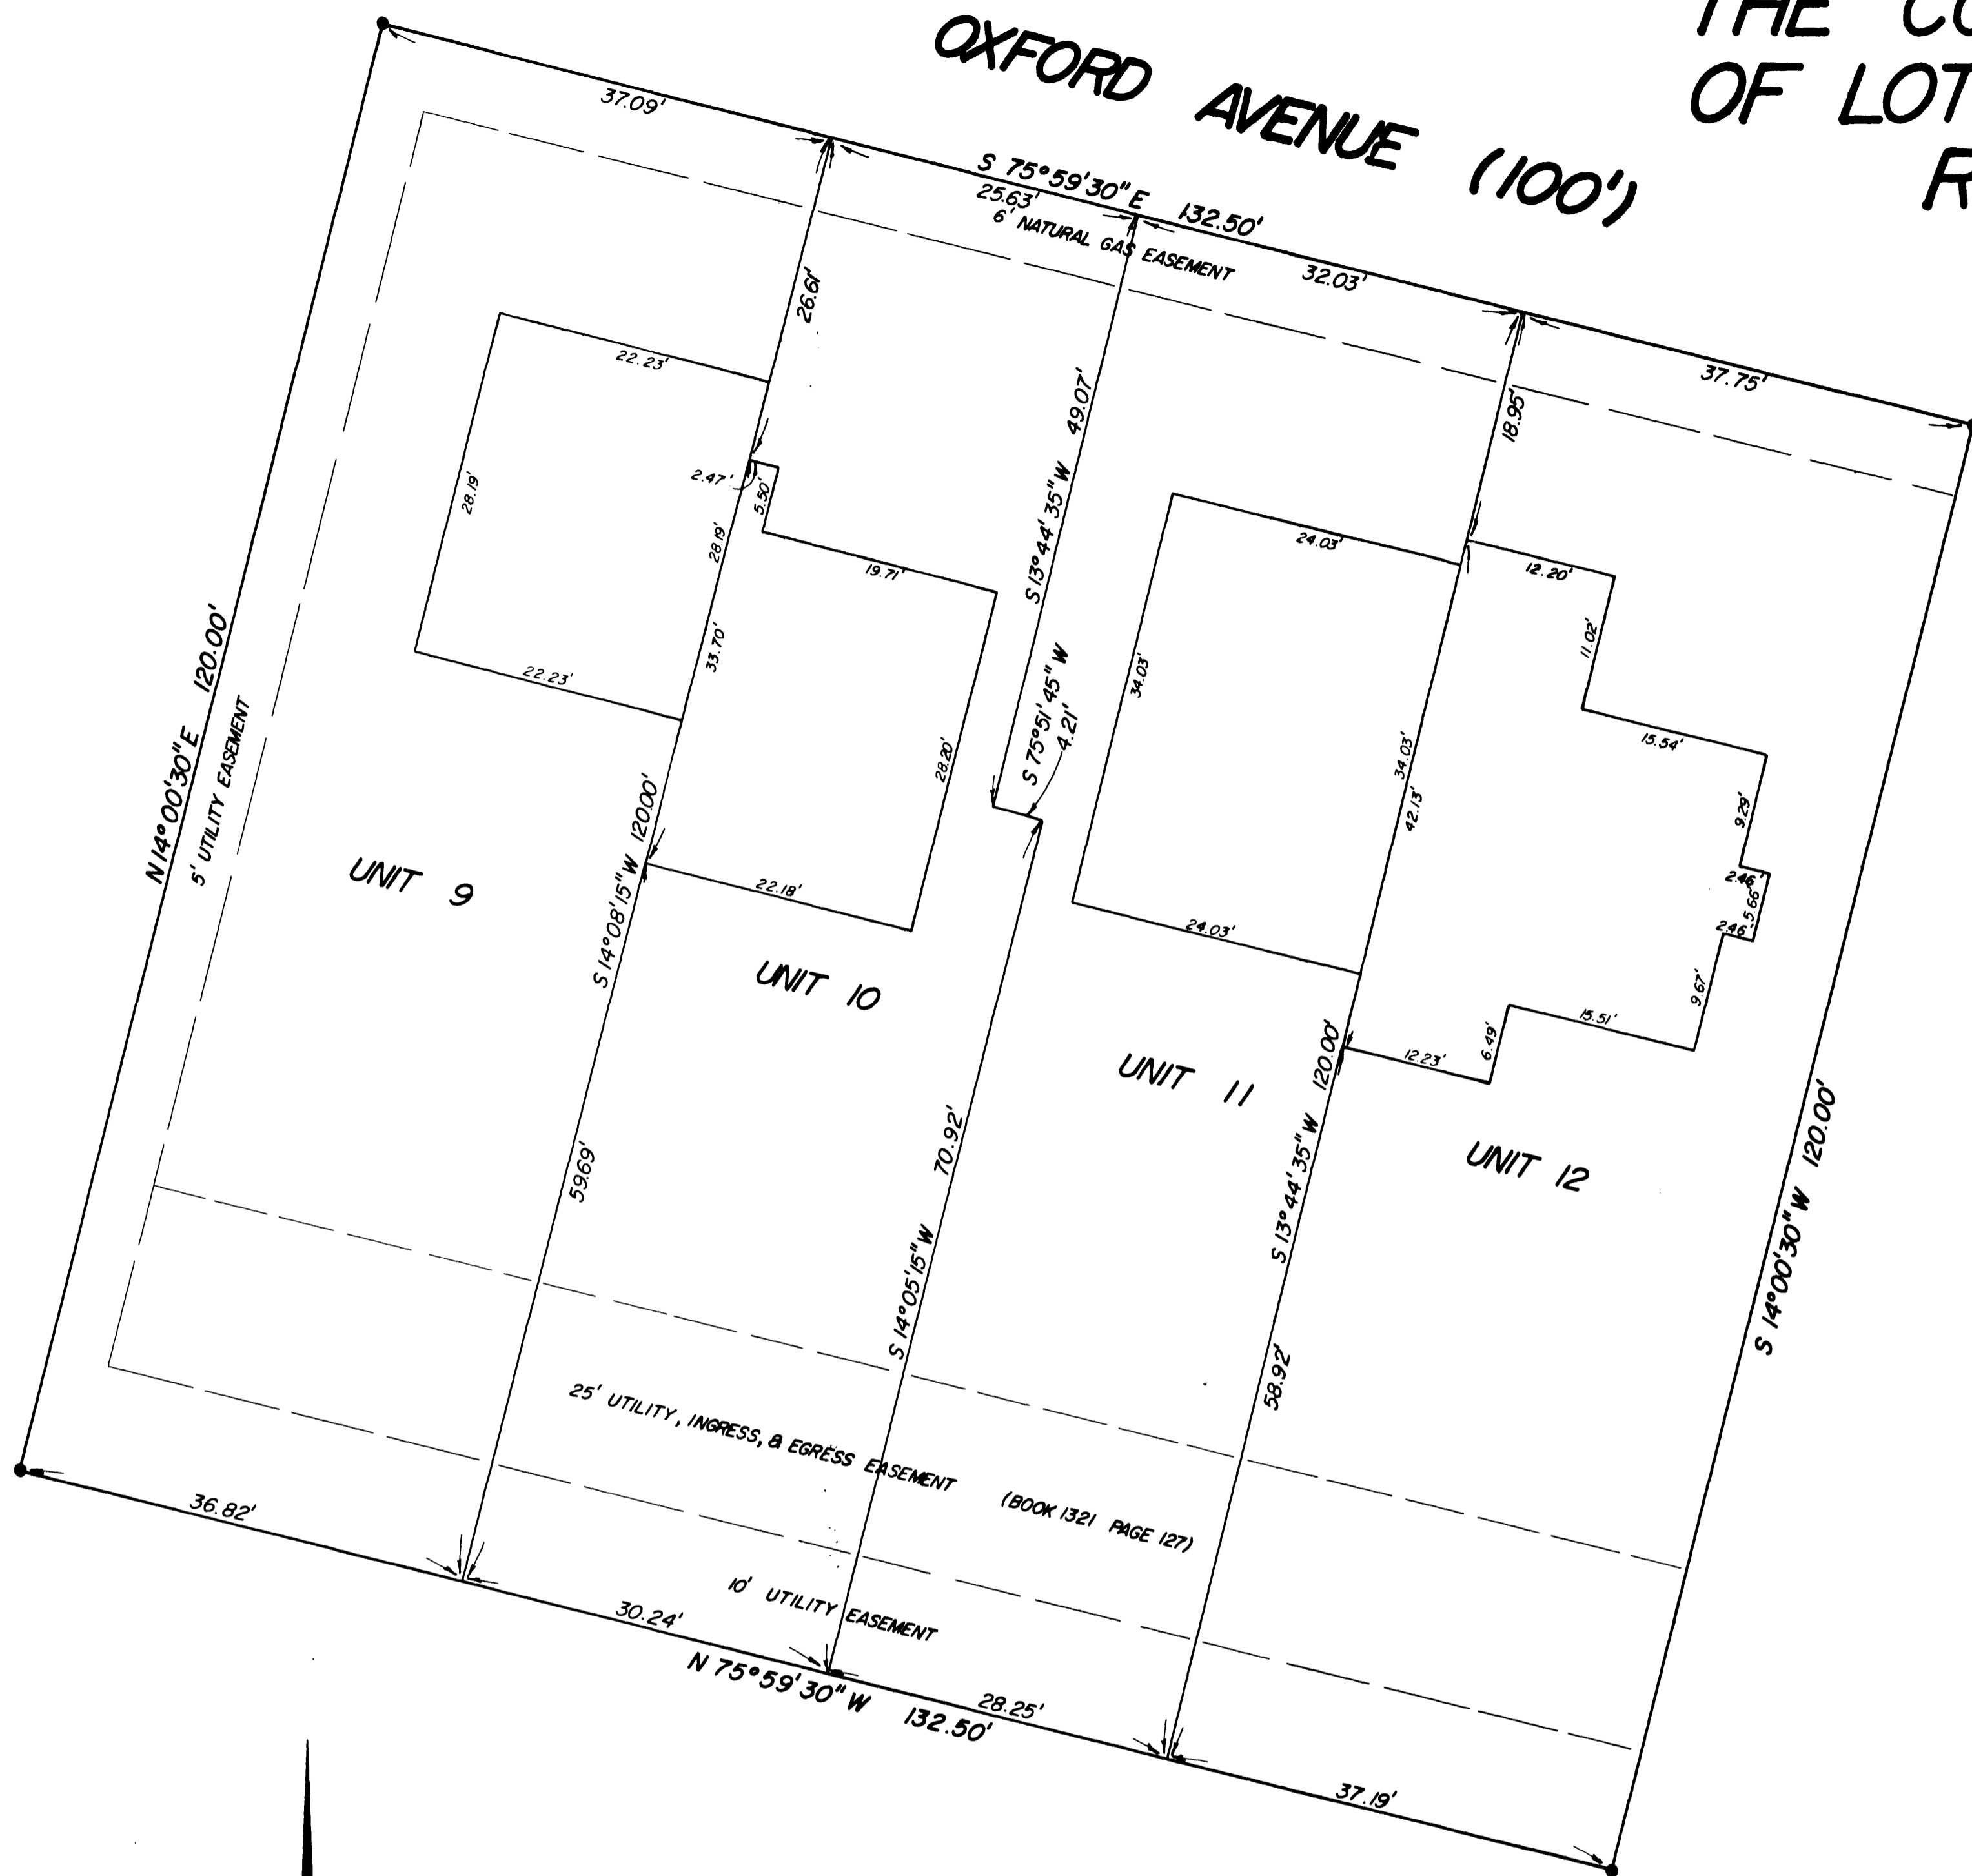 THE CO
OF LOT
R
OXFORD AVENUE (100')
37.09'
S 75°59'30" E 132.50'
25.63'
6' NATURAL GAS EASEMENT
32.03'
37.75'
18.95'
49.07'
S 13°44'35" W
22.23'
28.19'
2.47'
5.50'
28.19'
19.71'
33.70'
22.23'
28.20'
S 75°51'45" W
4.21'
24.03'
34.03'
12.20'
11.02'
15.54'
34.03'
42.13'
9.29'
2.46'
5.66'
2.46'
9.67'
15.51'
6.49'
12.23'
24.03'
N 14°00'30" E 120.00'
5' UTILITY EASEMENT
UNIT 9
S 14°08'15" W 120.00'
22.18'
UNIT 10
UNIT 11
UNIT 12
59.69'
70.92'
S 14°05'15" W
S 13°44'35" W 120.00'
58.92'
S 14°00'30" W 120.00'
25' UTILITY, INGRESS, & EGRESS EASEMENT (BOOK 1321 PAGE 127)
10' UTILITY EASEMENT
36.82'
30.24'
N 75°59'30" W 132.50'
28.25'
37.19'